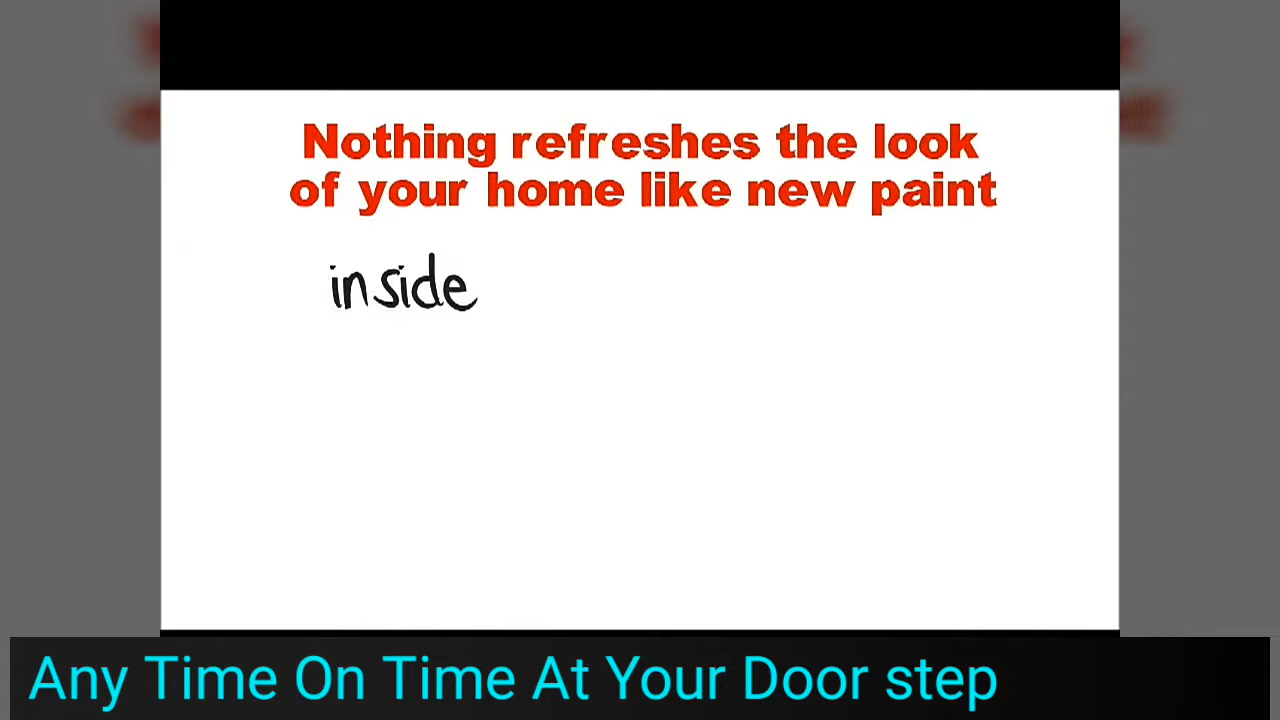 Nothing refreshes the look
of your home like new paint
inside
Any Time On Time At Your Door step